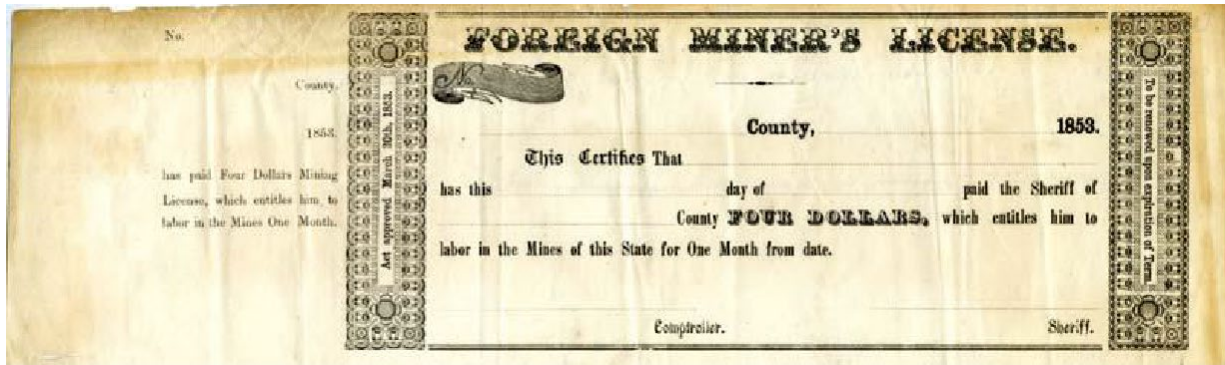 No.
County,
1853.
has paid Four Dollars Mining
License, which entitles him to
labor in the Mines One Month.
Act approved March 30th, 1853.
FOREIGN MINER'S LICENSE.
No.
County, 1853.
This Certifies That
has this day of paid the Sheriff of
County FOUR DOLLARS, which entitles him to
labor in the Mines of this State for One Month from date.
Comptroller. Sheriff.
To be renewed upon expiration of Term